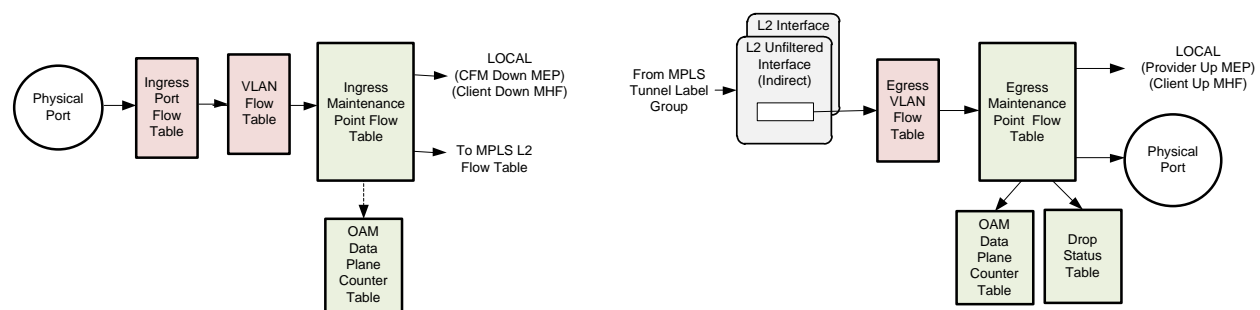 Physical
Port
Ingress
Port
Flow
Table
VLAN
Flow
Table
Ingress
Maintenance
Point Flow
Table
LOCAL
(CFM Down MEP)
(Client Down MHF)
To MPLS L2
Flow Table
OAM
Data
Plane
Counter
Table
From MPLS
Tunnel Label
Group
L2 Interface
L2 Unfiltered
Interface
(Indirect)
Egress
VLAN
Flow
Table
Egress
Maintenance
Point Flow
Table
LOCAL
(Provider Up MEP)
(Client Up MHF)
Physical
Port
OAM
Data
Plane
Counter
Table
Drop
Status
Table